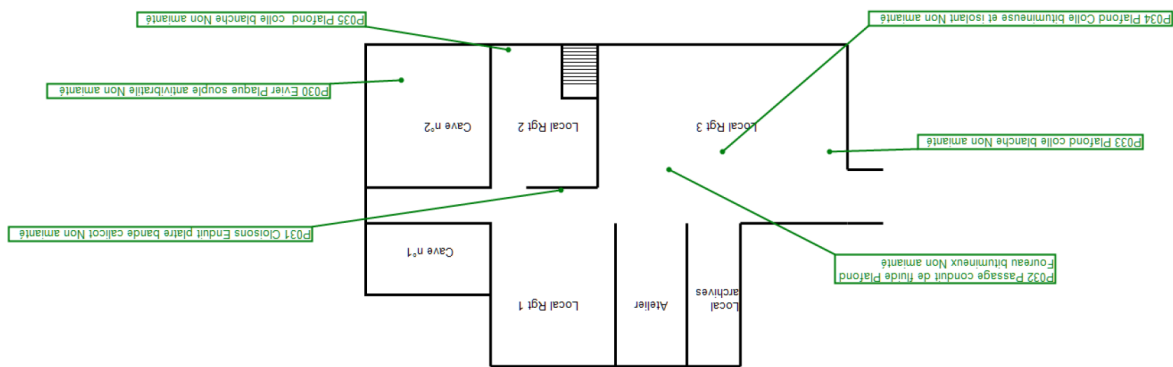 Local
archives
Atelier
Local Rgt 1
P032 Passage conduit de fluide Plafond
Foureau bitumineux Non amianté
Cave n°1
P031 Cloisons Enduit platre bande calicot Non amianté
P033 Plafond colle blanche Non amianté
Local Rgt 3
Local Rgt 2
Cave n°2
P030 Evier Plaque souple antivibratile Non amianté
P034 Plafond Colle bitumineuse et isolant Non amianté
P035 Plafond colle blanche Non amianté